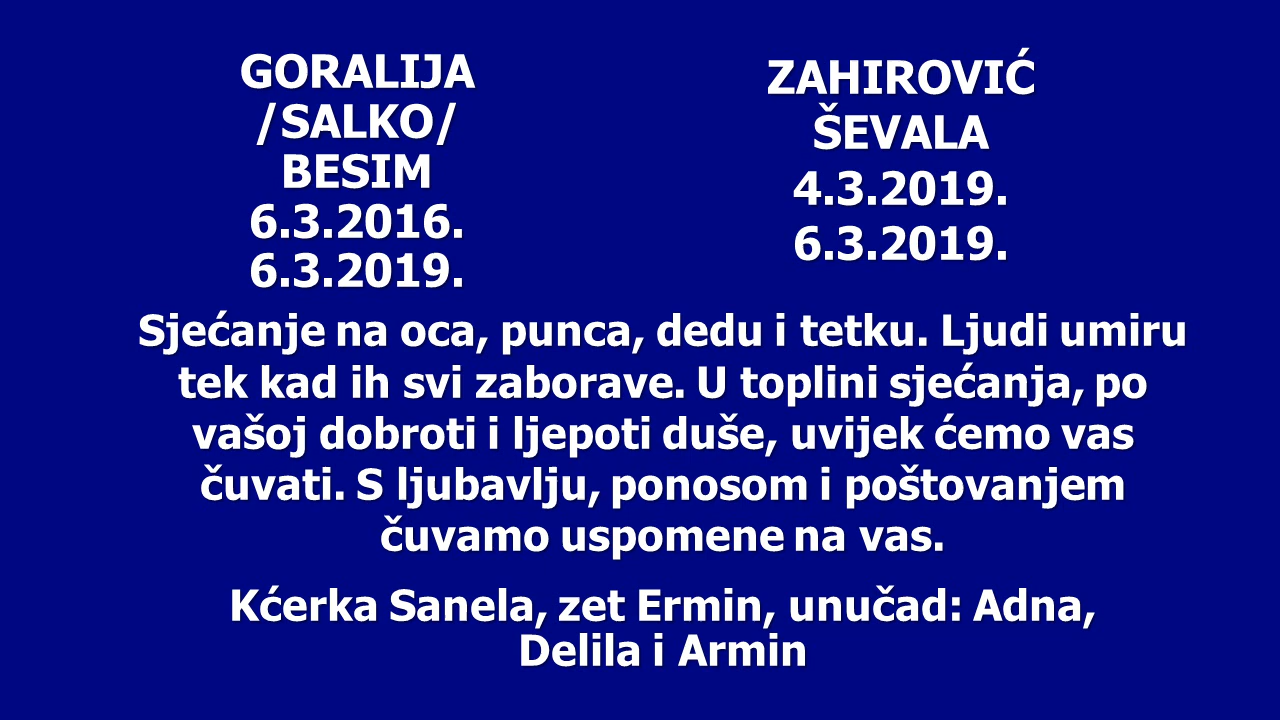 GORALIJA
/SALKO/
BESIM
6.3.2016.
6.3.2019.
ZAHIROVIĆ
ŠEVALA
4.3.2019.
6.3.2019.
Sjećanje na oca, punca, dedu i tetku. Ljudi umiru
tek kad ih svi zaborave. U toplini sjećanja, po
vašoj dobroti i ljepoti duše, uvijek ćemo vas
čuvati. S ljubavlju, ponosom i poštovanjem
čuvamo uspomene na vas.
Kćerka Sanela, zet Ermin, unučad: Adna,
Delila i Armin